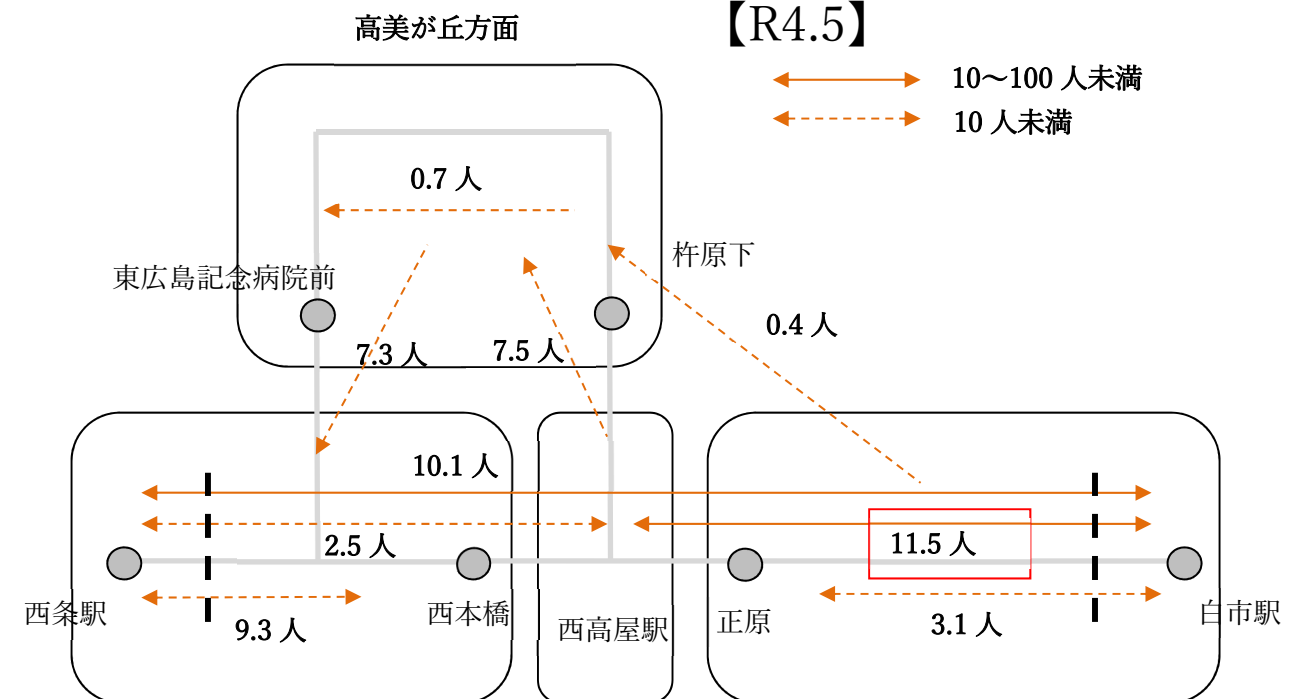 高美が丘方面
【R4.5】
10～100 人未満
10 人未満
0.7 人
杵原下
東広島記念病院前
0.4 人
7.3 人
7.5 人
10.1 人
2.5 人
11.5 人
西条駅
西本橋
西高屋駅
正原
白市駅
9.3 人
3.1 人